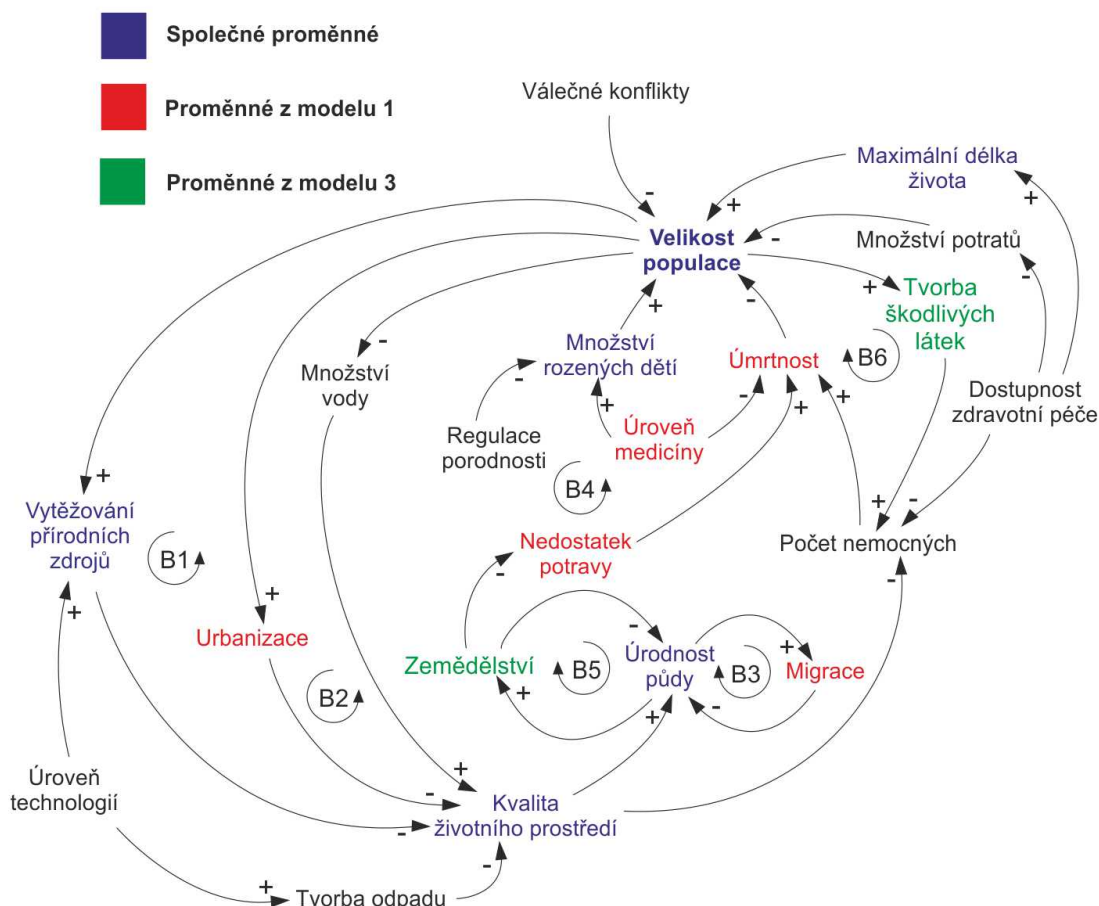 Společné proměnné
Proměnné z modelu 1
Proměnné z modelu 3
Válečné konflikty
Maximální délka
života
Velikost
populace
Množství potratů
Tvorba
škodlivých
látek
Množství
rozených dětí
Úmrtnost
B6
Množství
vody
Dostupnost
zdravotní péče
Regulace
porodnosti
Úroveň
medicíny
B4
Vytěžování
přírodních
zdrojů
B1
Nedostatek
potravy
Počet nemocných
Urbanizace
Zemědělství
B5
Úrodnost
půdy
B3
Migrace
B2
Úroveň
technologií
Kvalita
životního prostředí
Tvorba odpadu